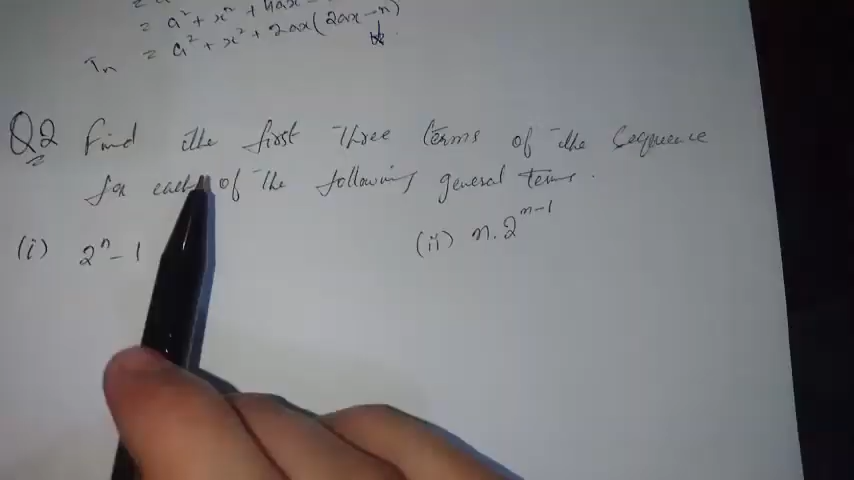 = a² + x² + 4ax
= a² + x² + 2ax(2ax - n)
Tn
Q2 Find the first three terms of the sequence
for each of the following general terms.
(i) 2ⁿ - 1 (ii) n.2ⁿ⁻¹